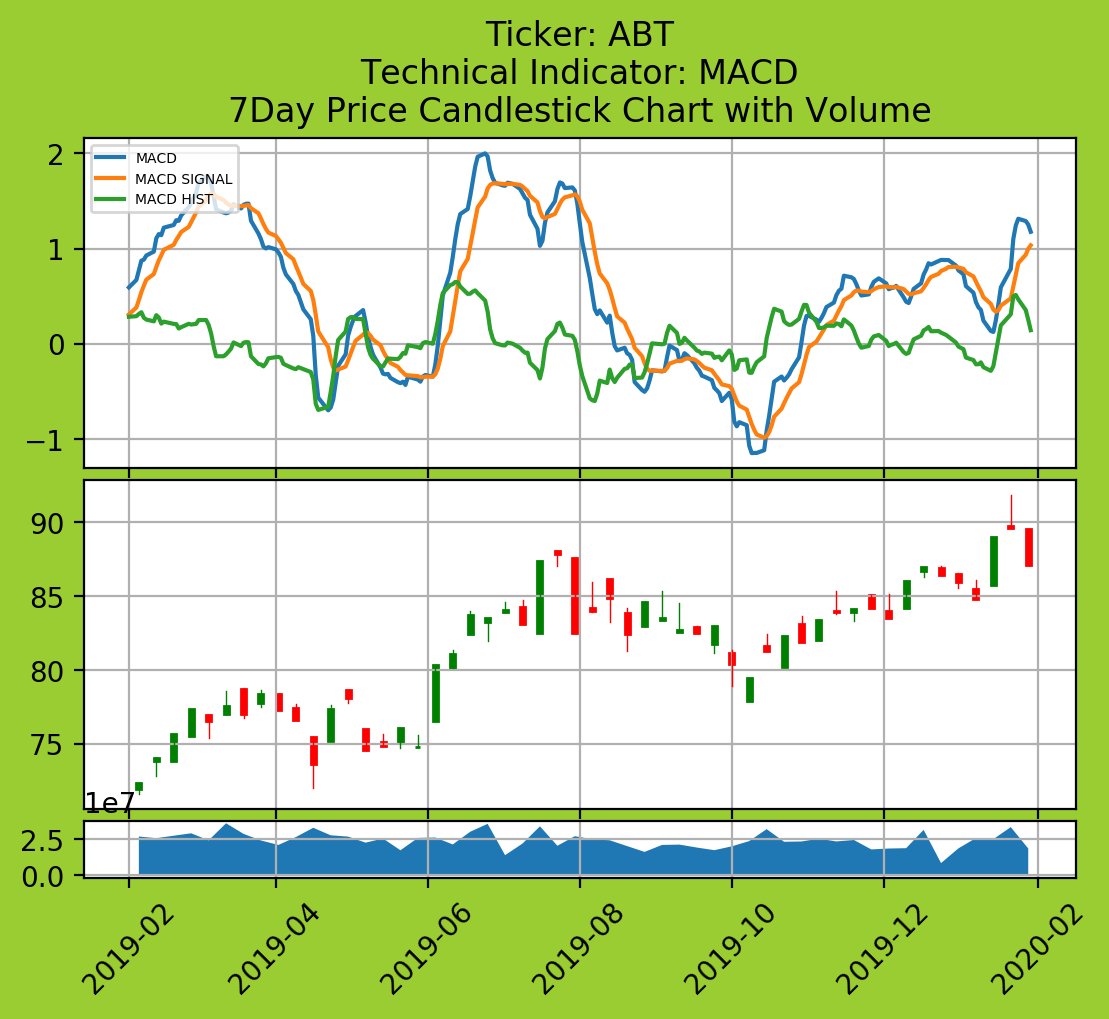 Ticker: ABT
Technical Indicator: MACD
7Day Price Candlestick Chart with Volume
MACD
MACD SIGNAL
MACD HIST
2
1
0
−1
90
85
80
75
1e7
2.5
0.0
2019-02
2019-04
2019-06
2019-08
2019-10
2019-12
2020-02